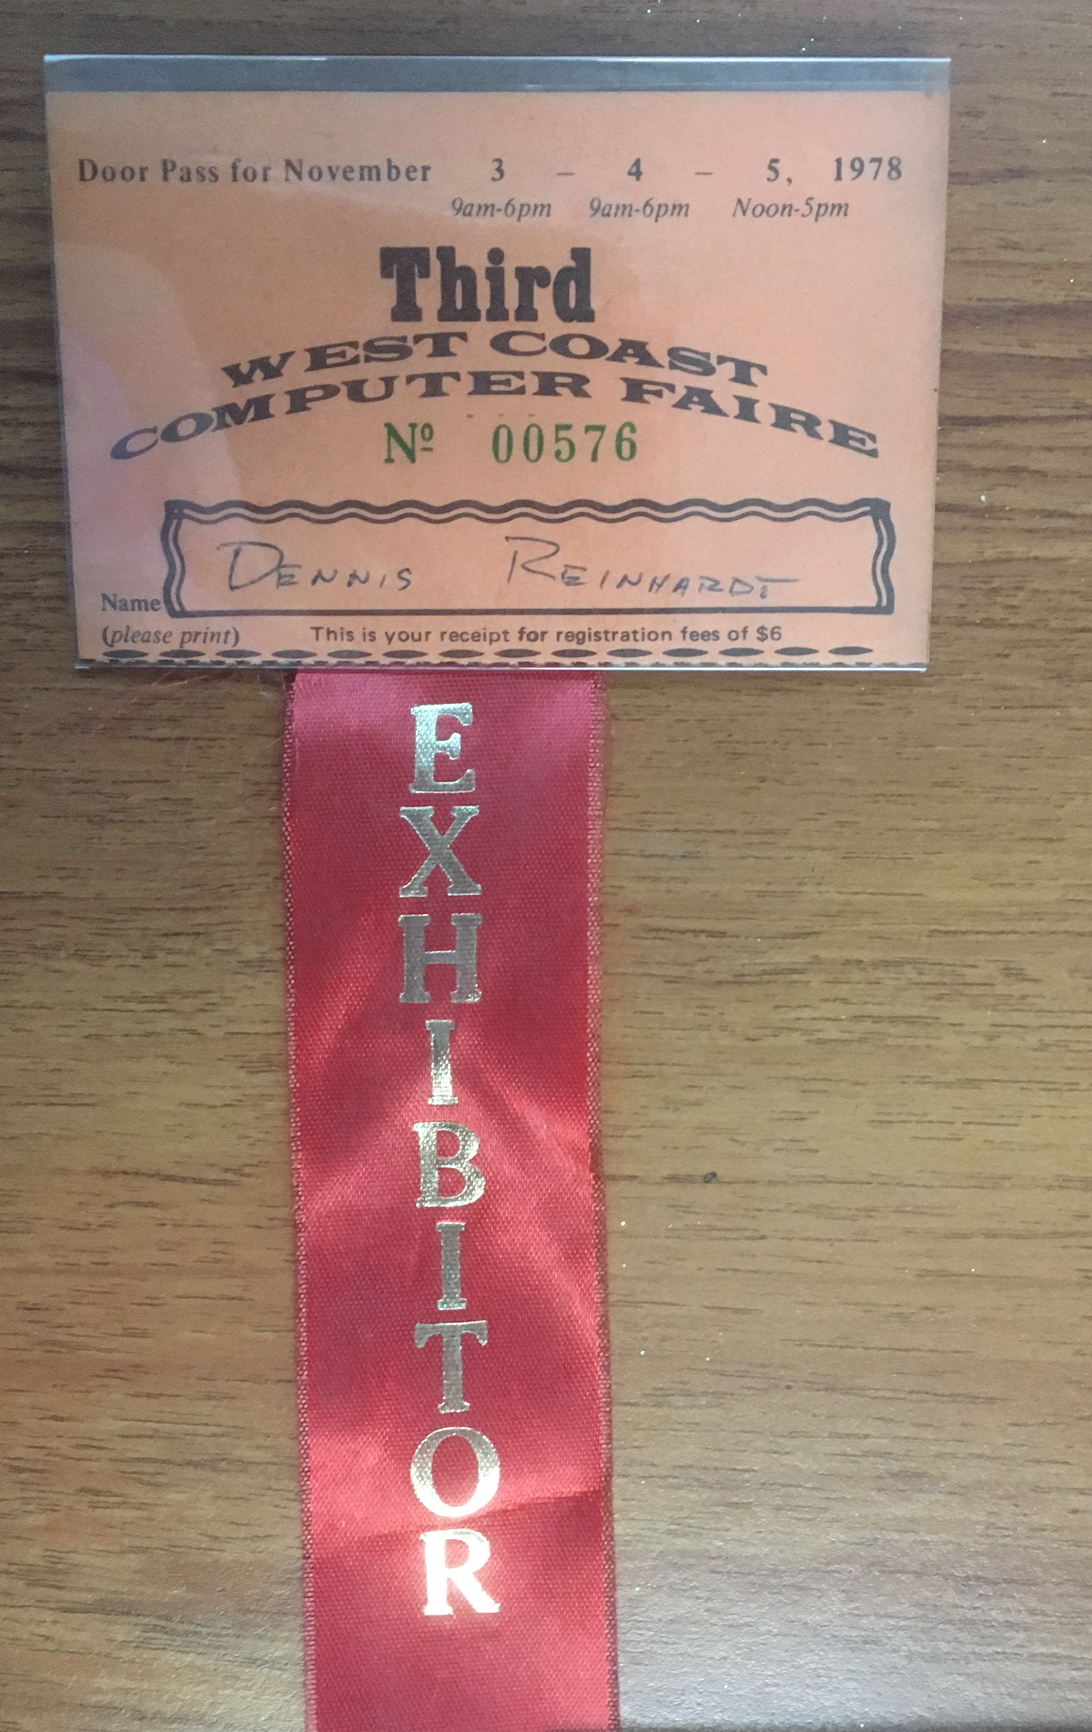 Door Pass for November 3 – 4 – 5, 1978
9am-6pm 9am-6pm Noon-5pm
Third
WEST COAST
COMPUTER FAIRE
Nº 00576
DENNIS REINHARDT
Name
(please print) This is your receipt for registration fees of $6
EXHIBITOR